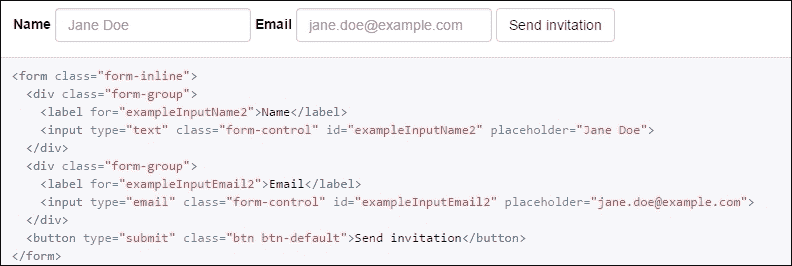 Name Jane Doe Email jane.doe@example.com Send invitation
<form class="form-inline">
  <div class="form-group">
    <label for="exampleInputName2">Name</label>
    <input type="text" class="form-control" id="exampleInputName2" placeholder="Jane Doe">
  </div>
  <div class="form-group">
    <label for="exampleInputEmail2">Email</label>
    <input type="email" class="form-control" id="exampleInputEmail2" placeholder="jane.doe@example.com">
  </div>
  <button type="submit" class="btn btn-default">Send invitation</button>
</form>